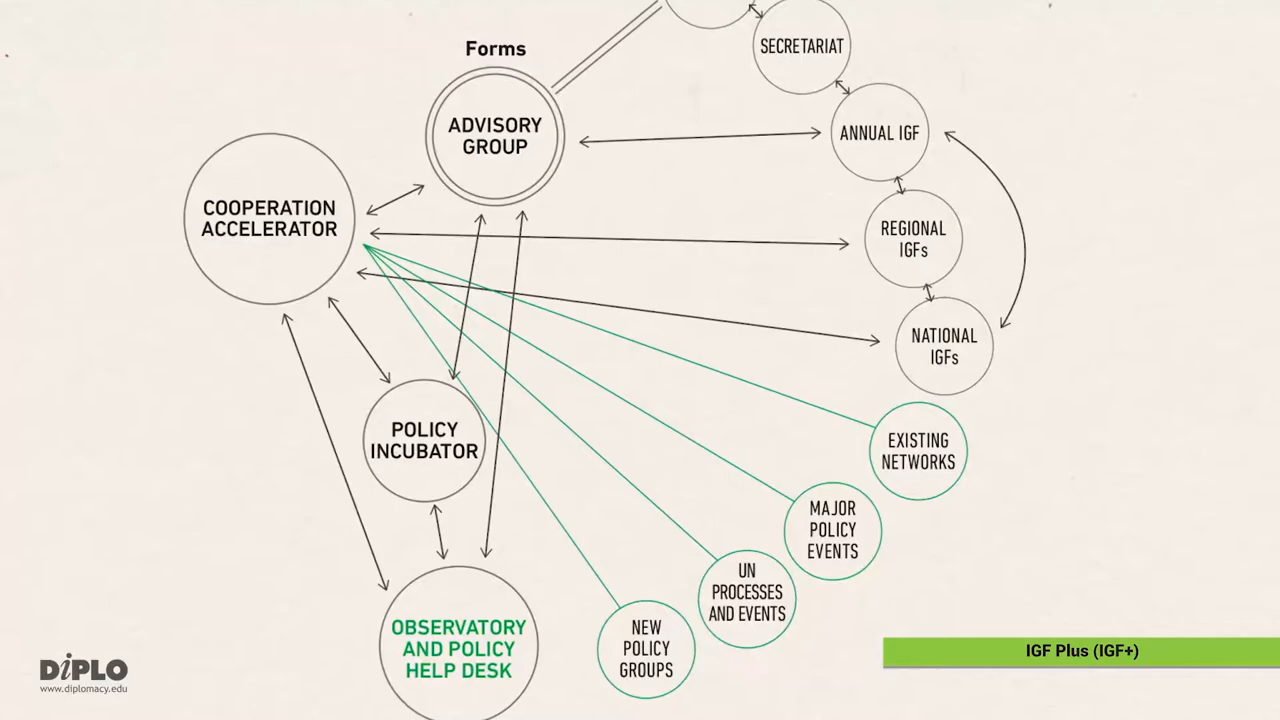 Forms
SECRETARIAT
ADVISORY
GROUP
ANNUAL IGF
COOPERATION
ACCELERATOR
REGIONAL
IGFs
NATIONAL
IGFs
POLICY
INCUBATOR
EXISTING
NETWORKS
MAJOR
POLICY
EVENTS
UN
PROCESSES
AND EVENTS
NEW
POLICY
GROUPS
OBSERVATORY
AND POLICY
HELP DESK
IGF Plus (IGF+)
DiPLO
www.diplomacy.edu